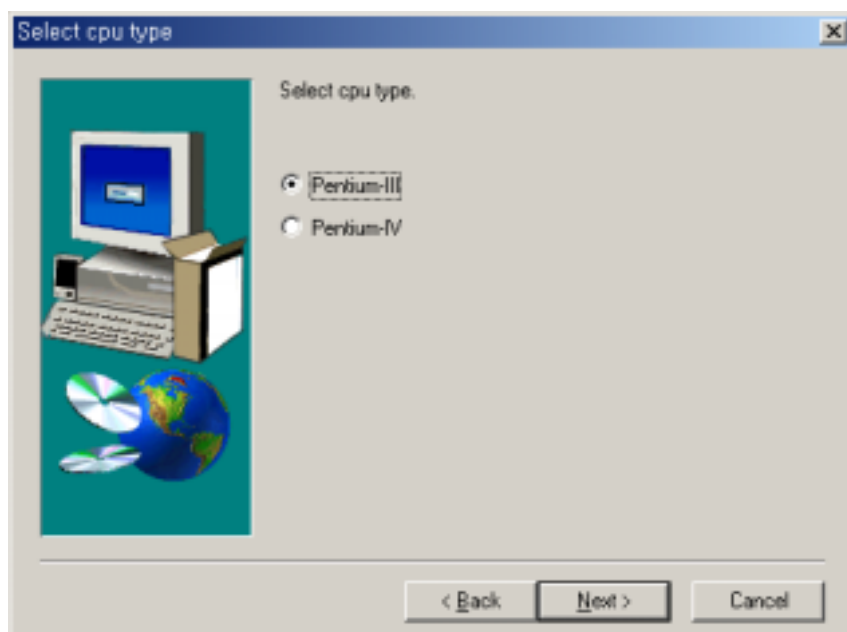 Select cpu type
Select cpu type.
Pentium-III
Pentium-IV
< Back
Next >
Cancel